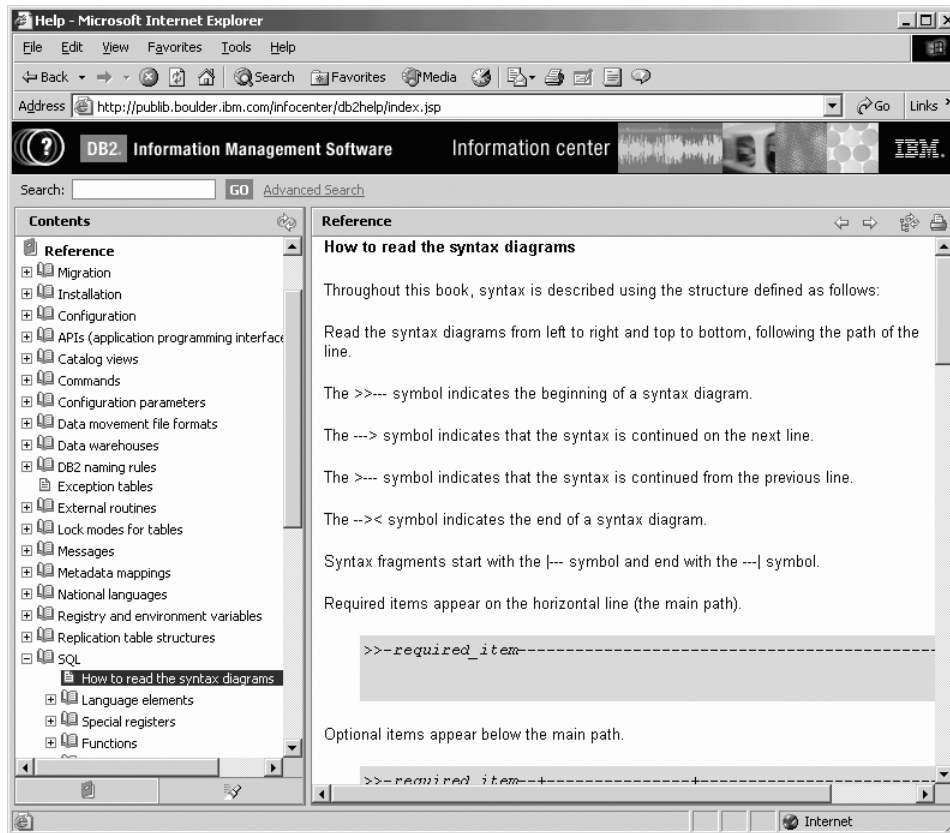 Help - Microsoft Internet Explorer
File Edit View Favorites Tools Help
Back Search Favorites Media
Address http://publib.boulder.ibm.com/infocenter/db2help/index.jsp Go Links
DB2. Information Management Software Information center IBM.
Search: GO Advanced Search
Contents
Reference
Migration
Installation
Configuration
APIs (application programming interface
Catalog views
Commands
Configuration parameters
Data movement file formats
Data warehouses
DB2 naming rules
Exception tables
External routines
Lock modes for tables
Messages
Metadata mappings
National languages
Registry and environment variables
Replication table structures
SQL
How to read the syntax diagrams
Language elements
Special registers
Functions
Reference
How to read the syntax diagrams
Throughout this book, syntax is described using the structure defined as follows:
Read the syntax diagrams from left to right and top to bottom, following the path of the
line.
The >>--- symbol indicates the beginning of a syntax diagram.
The ---> symbol indicates that the syntax is continued on the next line.
The >--- symbol indicates that the syntax is continued from the previous line.
The --->< symbol indicates the end of a syntax diagram.
Syntax fragments start with the |--- symbol and end with the ---| symbol.
Required items appear on the horizontal line (the main path).
>>-required_item------------------------------------------
Optional items appear below the main path.
>>-required_item--+---------------+-----------------------
Internet